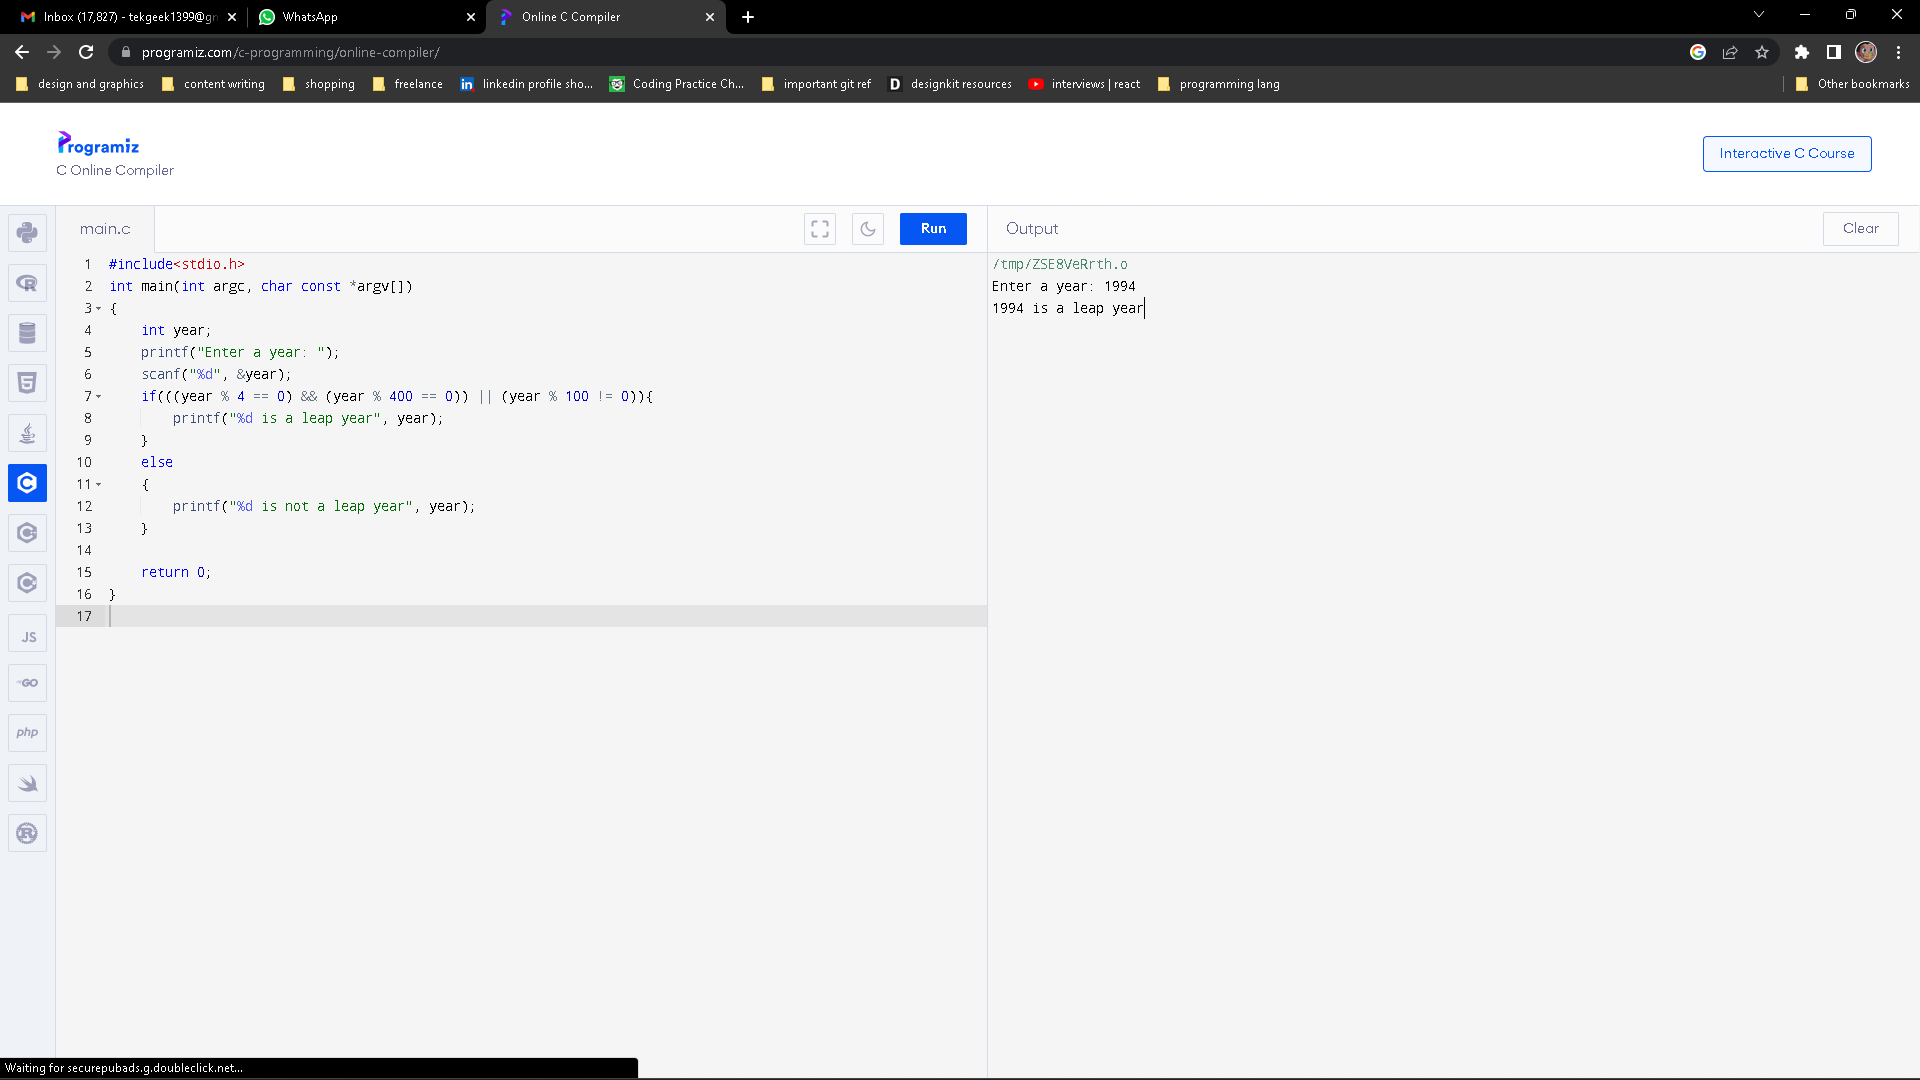 Inbox (17,827) - tekgeek1399@gn
WhatsApp
Online C Compiler
programiz.com/c-programming/online-compiler/
design and graphics
content writing
shopping
freelance
in linkedin profile sho...
Coding Practice Ch...
important git ref
D designkit resources
interviews | react
programming lang
Other bookmarks
Programiz
C Online Compiler
Interactive C Course
main.c
Run
Output
Clear
1 #include<stdio.h>
2 int main(int argc, char const *argv[])
3 {
4 int year;
5 printf("Enter a year: ");
6 scanf("%d", &year);
7 if(((year % 4 == 0) && (year % 400 == 0)) || (year % 100 != 0)){
8 printf("%d is a leap year", year);
9 }
10 else
11 {
12 printf("%d is not a leap year", year);
13 }
14
15 return 0;
16 }
17
/tmp/ZSE8VeRrth.o
Enter a year: 1994
1994 is a leap year
JS
GO
php
Waiting for securepubads.g.doubleclick.net...